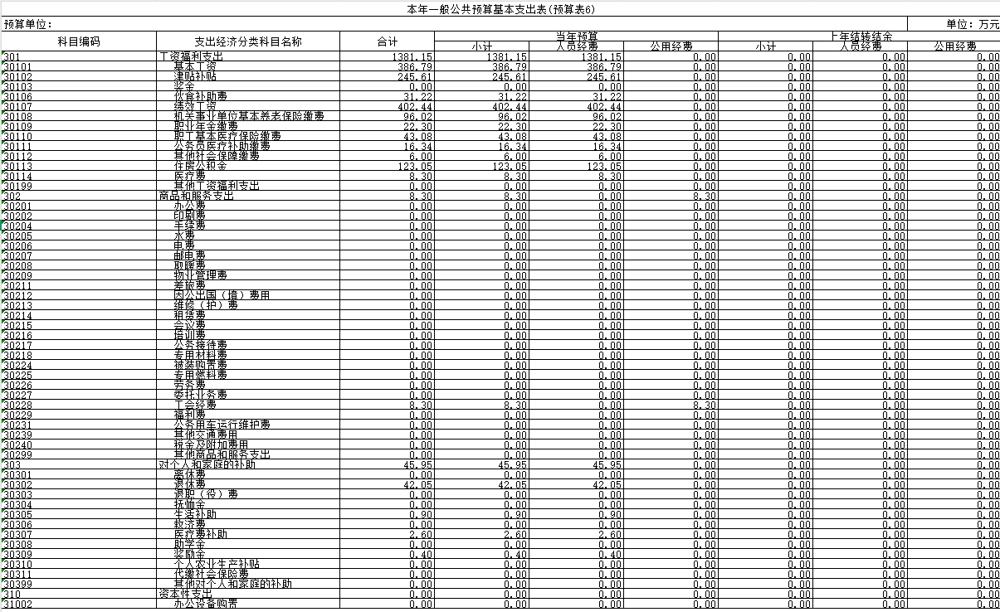 本年一般公共预算基本支出表(预算表6)
预算单位： 单位：万元
科目编码 支出经济分类科目名称 合计 当年预算 上年结转结余
小计 人员经费 公用经费 小计 人员经费 公用经费
301 工资福利支出 1381.15 1381.15 1381.15 0.00 0.00 0.00 0.00
30101 基本工资 386.79 386.79 386.79 0.00 0.00 0.00 0.00
30102 津贴补贴 245.61 245.61 245.61 0.00 0.00 0.00 0.00
30103 奖金 0.00 0.00 0.00 0.00 0.00 0.00 0.00
30106 伙食补助费 31.22 31.22 31.22 0.00 0.00 0.00 0.00
30107 绩效工资 402.44 402.44 402.44 0.00 0.00 0.00 0.00
30108 机关事业单位基本养老保险缴费 96.02 96.02 96.02 0.00 0.00 0.00 0.00
30109 职业年金缴费 22.30 22.30 22.30 0.00 0.00 0.00 0.00
30110 职工基本医疗保险缴费 43.08 43.08 43.08 0.00 0.00 0.00 0.00
30111 公务员医疗补助缴费 16.34 16.34 16.34 0.00 0.00 0.00 0.00
30112 其他社会保障缴费 6.00 6.00 6.00 0.00 0.00 0.00 0.00
30113 住房公积金 123.05 123.05 123.05 0.00 0.00 0.00 0.00
30114 医疗费 8.30 8.30 8.30 0.00 0.00 0.00 0.00
30199 其他工资福利支出 0.00 0.00 0.00 0.00 0.00 0.00 0.00
302 商品和服务支出 8.30 8.30 0.00 8.30 0.00 0.00 0.00
30201 办公费 0.00 0.00 0.00 0.00 0.00 0.00 0.00
30202 印刷费 0.00 0.00 0.00 0.00 0.00 0.00 0.00
30204 手续费 0.00 0.00 0.00 0.00 0.00 0.00 0.00
30205 水费 0.00 0.00 0.00 0.00 0.00 0.00 0.00
30206 电费 0.00 0.00 0.00 0.00 0.00 0.00 0.00
30207 邮电费 0.00 0.00 0.00 0.00 0.00 0.00 0.00
30208 取暖费 0.00 0.00 0.00 0.00 0.00 0.00 0.00
30209 物业管理费 0.00 0.00 0.00 0.00 0.00 0.00 0.00
30211 差旅费 0.00 0.00 0.00 0.00 0.00 0.00 0.00
30212 因公出国（境）费用 0.00 0.00 0.00 0.00 0.00 0.00 0.00
30213 维修（护）费 0.00 0.00 0.00 0.00 0.00 0.00 0.00
30214 租赁费 0.00 0.00 0.00 0.00 0.00 0.00 0.00
30215 会议费 0.00 0.00 0.00 0.00 0.00 0.00 0.00
30216 培训费 0.00 0.00 0.00 0.00 0.00 0.00 0.00
30217 公务接待费 0.00 0.00 0.00 0.00 0.00 0.00 0.00
30218 专用材料费 0.00 0.00 0.00 0.00 0.00 0.00 0.00
30224 被装购置费 0.00 0.00 0.00 0.00 0.00 0.00 0.00
30225 专用燃料费 0.00 0.00 0.00 0.00 0.00 0.00 0.00
30226 劳务费 0.00 0.00 0.00 0.00 0.00 0.00 0.00
30227 委托业务费 0.00 0.00 0.00 0.00 0.00 0.00 0.00
30228 工会经费 8.30 8.30 0.00 8.30 0.00 0.00 0.00
30229 福利费 0.00 0.00 0.00 0.00 0.00 0.00 0.00
30231 公务用车运行维护费 0.00 0.00 0.00 0.00 0.00 0.00 0.00
30239 其他交通费用 0.00 0.00 0.00 0.00 0.00 0.00 0.00
30240 税金及附加费用 0.00 0.00 0.00 0.00 0.00 0.00 0.00
30299 其他商品和服务支出 0.00 0.00 0.00 0.00 0.00 0.00 0.00
303 对个人和家庭的补助 45.95 45.95 45.95 0.00 0.00 0.00 0.00
30301 离休费 0.00 0.00 0.00 0.00 0.00 0.00 0.00
30302 退休费 42.05 42.05 42.05 0.00 0.00 0.00 0.00
30303 退职（役）费 0.00 0.00 0.00 0.00 0.00 0.00 0.00
30304 抚恤金 0.00 0.00 0.00 0.00 0.00 0.00 0.00
30305 生活补助 0.90 0.90 0.90 0.00 0.00 0.00 0.00
30306 救济费 0.00 0.00 0.00 0.00 0.00 0.00 0.00
30307 医疗费补助 2.60 2.60 2.60 0.00 0.00 0.00 0.00
30308 助学金 0.00 0.00 0.00 0.00 0.00 0.00 0.00
30309 奖励金 0.40 0.40 0.40 0.00 0.00 0.00 0.00
30310 个人农业生产补贴 0.00 0.00 0.00 0.00 0.00 0.00 0.00
30311 代缴社会保险费 0.00 0.00 0.00 0.00 0.00 0.00 0.00
30399 其他对个人和家庭的补助 0.00 0.00 0.00 0.00 0.00 0.00 0.00
310 资本性支出 0.00 0.00 0.00 0.00 0.00 0.00 0.00
31002 办公设备购置 0.00 0.00 0.00 0.00 0.00 0.00 0.00